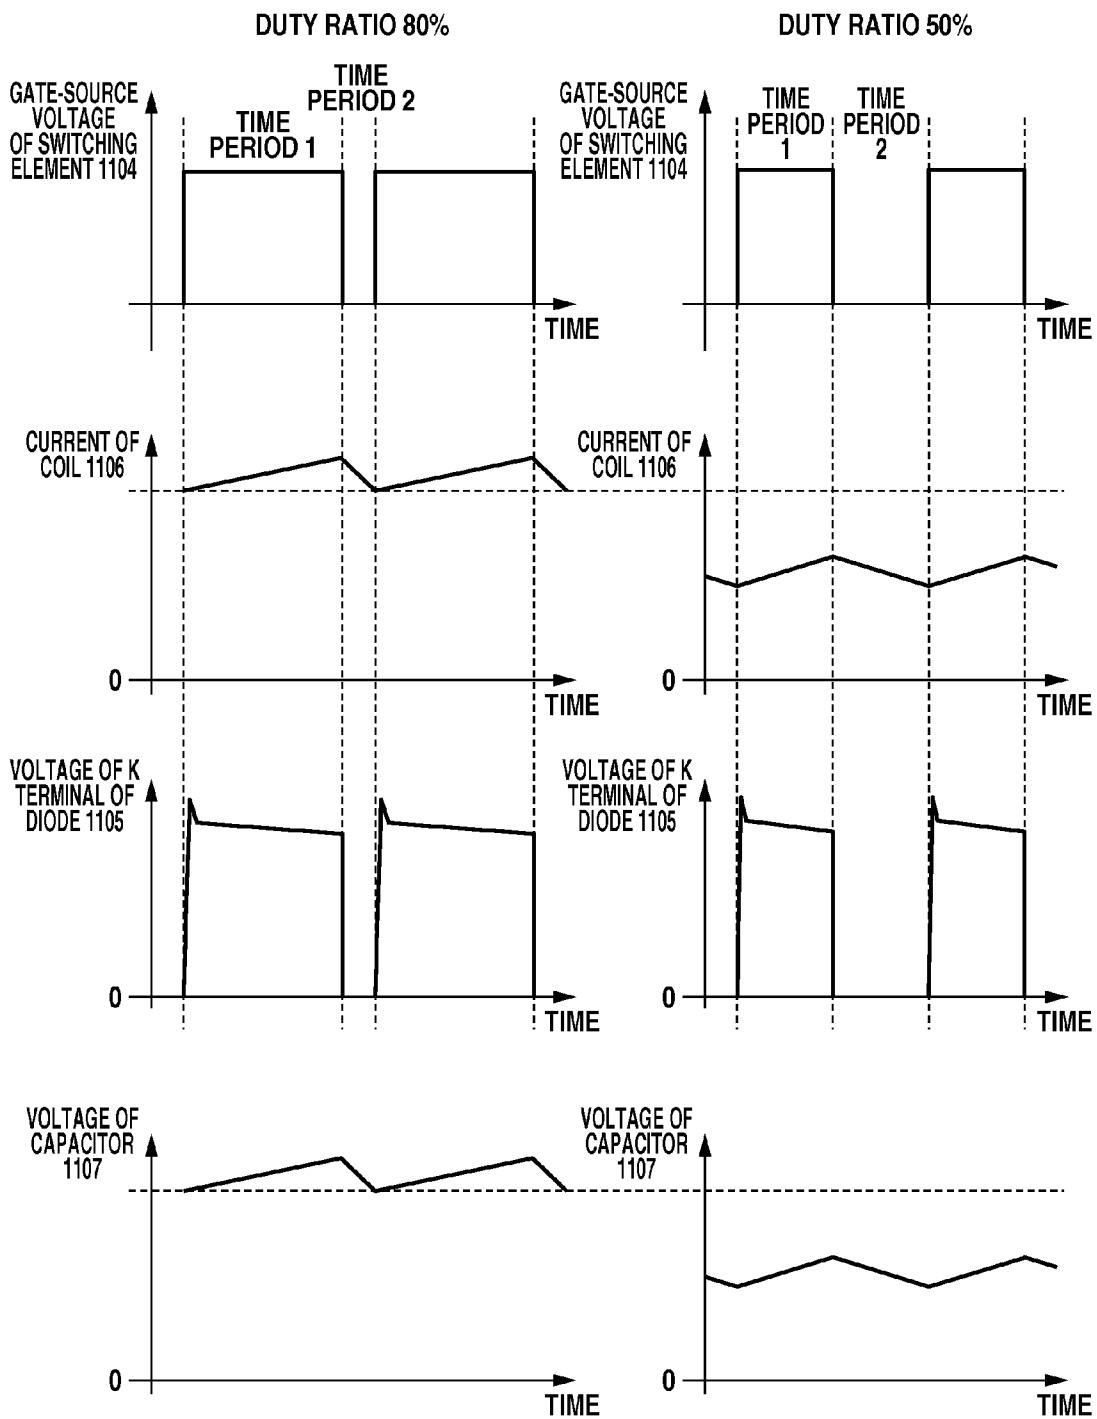 DUTY RATIO 80%
GATE-SOURCE
VOLTAGE
OF SWITCHING
ELEMENT 1104
TIME
PERIOD 1
TIME
PERIOD 2
TIME
CURRENT OF
COIL 1106
0
TIME
VOLTAGE OF K
TERMINAL OF
DIODE 1105
0
TIME
VOLTAGE OF
CAPACITOR
1107
0
TIME
DUTY RATIO 50%
GATE-SOURCE
VOLTAGE
OF SWITCHING
ELEMENT 1104
TIME
PERIOD
1
TIME
PERIOD
2
TIME
CURRENT OF
COIL 1106
0
TIME
VOLTAGE OF K
TERMINAL OF
DIODE 1105
0
TIME
VOLTAGE OF
CAPACITOR
1107
0
TIME